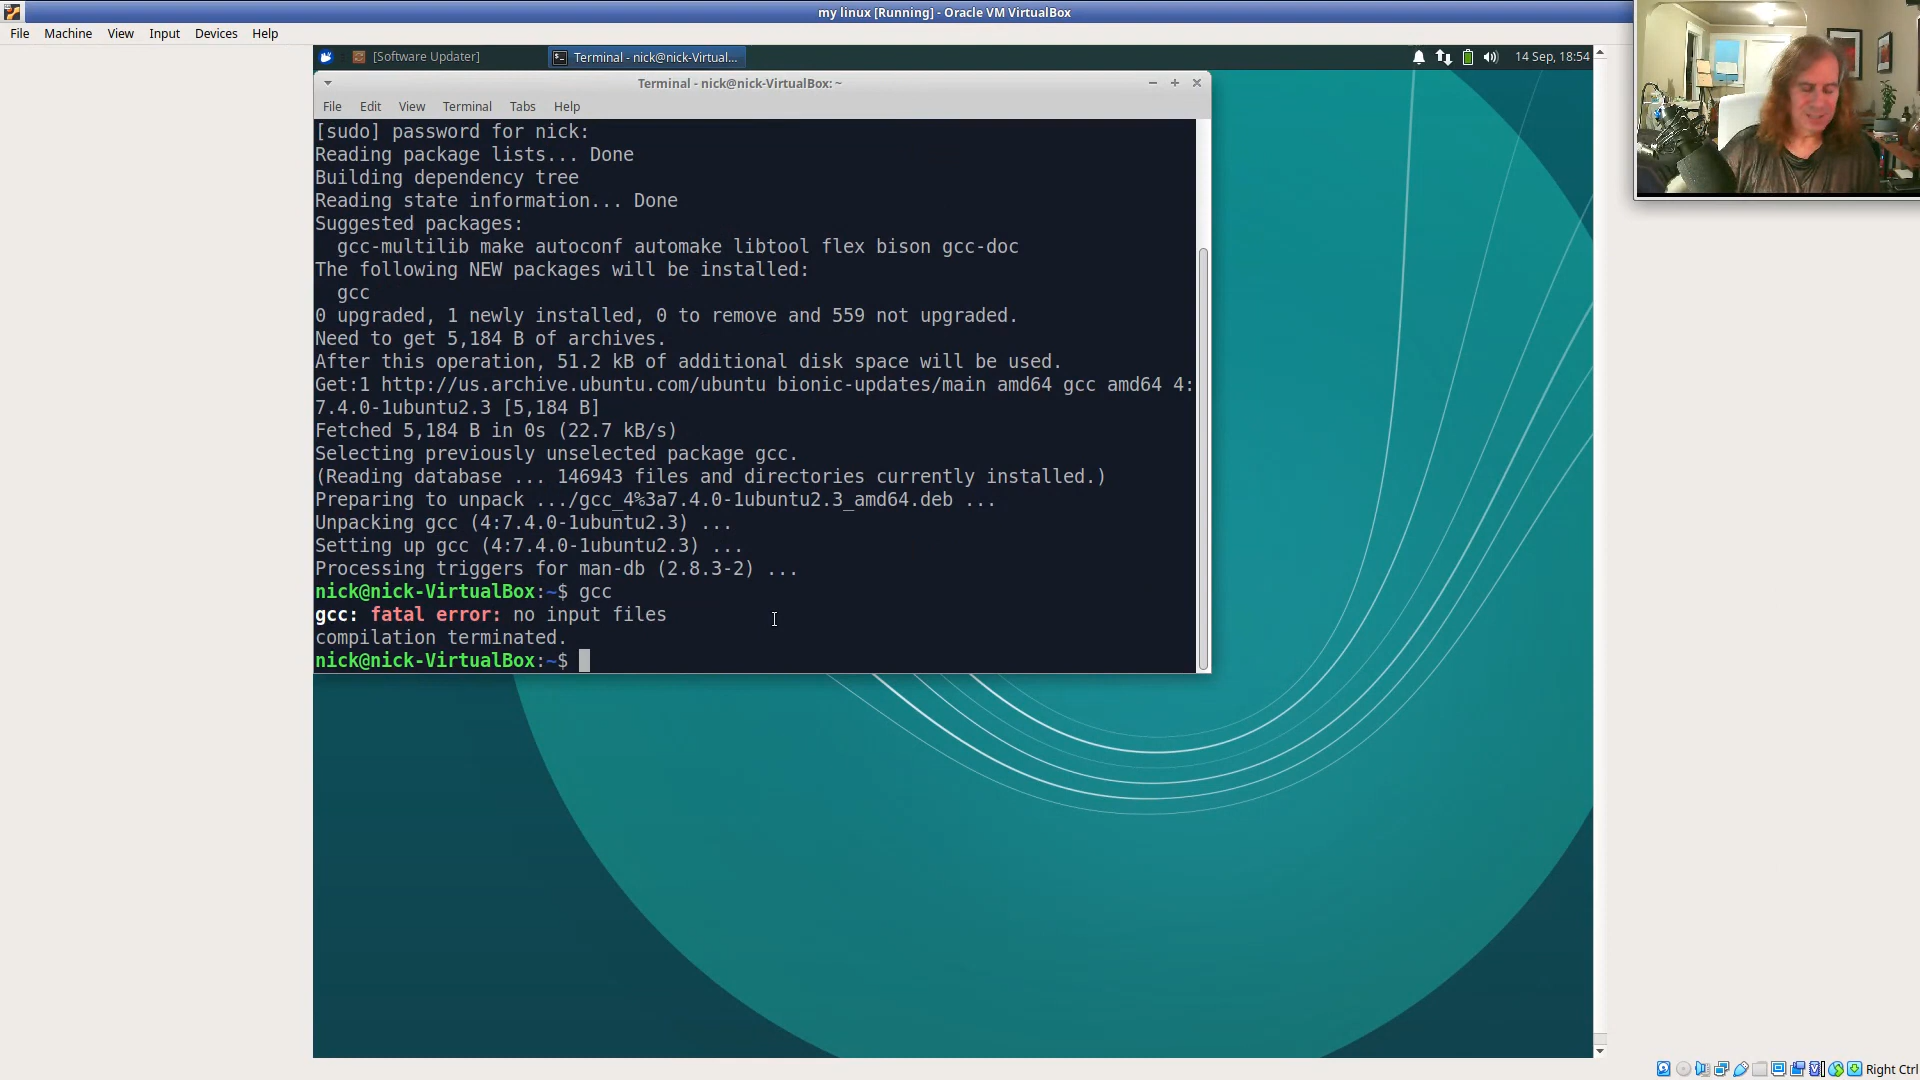 my linux [Running] - Oracle VM VirtualBox
File Machine View Input Devices Help
[Software Updater] Terminal - nick@nick-Virtual... 14 Sep, 18:54
Terminal - nick@nick-VirtualBox: ~
File Edit View Terminal Tabs Help
[sudo] password for nick:
Reading package lists... Done
Building dependency tree
Reading state information... Done
Suggested packages:
  gcc-multilib make autoconf automake libtool flex bison gcc-doc
The following NEW packages will be installed:
  gcc
0 upgraded, 1 newly installed, 0 to remove and 559 not upgraded.
Need to get 5,184 B of archives.
After this operation, 51.2 kB of additional disk space will be used.
Get:1 http://us.archive.ubuntu.com/ubuntu bionic-updates/main amd64 gcc amd64 4:
7.4.0-1ubuntu2.3 [5,184 B]
Fetched 5,184 B in 0s (22.7 kB/s)
Selecting previously unselected package gcc.
(Reading database ... 146943 files and directories currently installed.)
Preparing to unpack .../gcc_4%3a7.4.0-1ubuntu2.3_amd64.deb ...
Unpacking gcc (4:7.4.0-1ubuntu2.3) ...
Setting up gcc (4:7.4.0-1ubuntu2.3) ...
Processing triggers for man-db (2.8.3-2) ...
nick@nick-VirtualBox:~$ gcc
gcc: fatal error: no input files
compilation terminated.
nick@nick-VirtualBox:~$
Right Ctrl